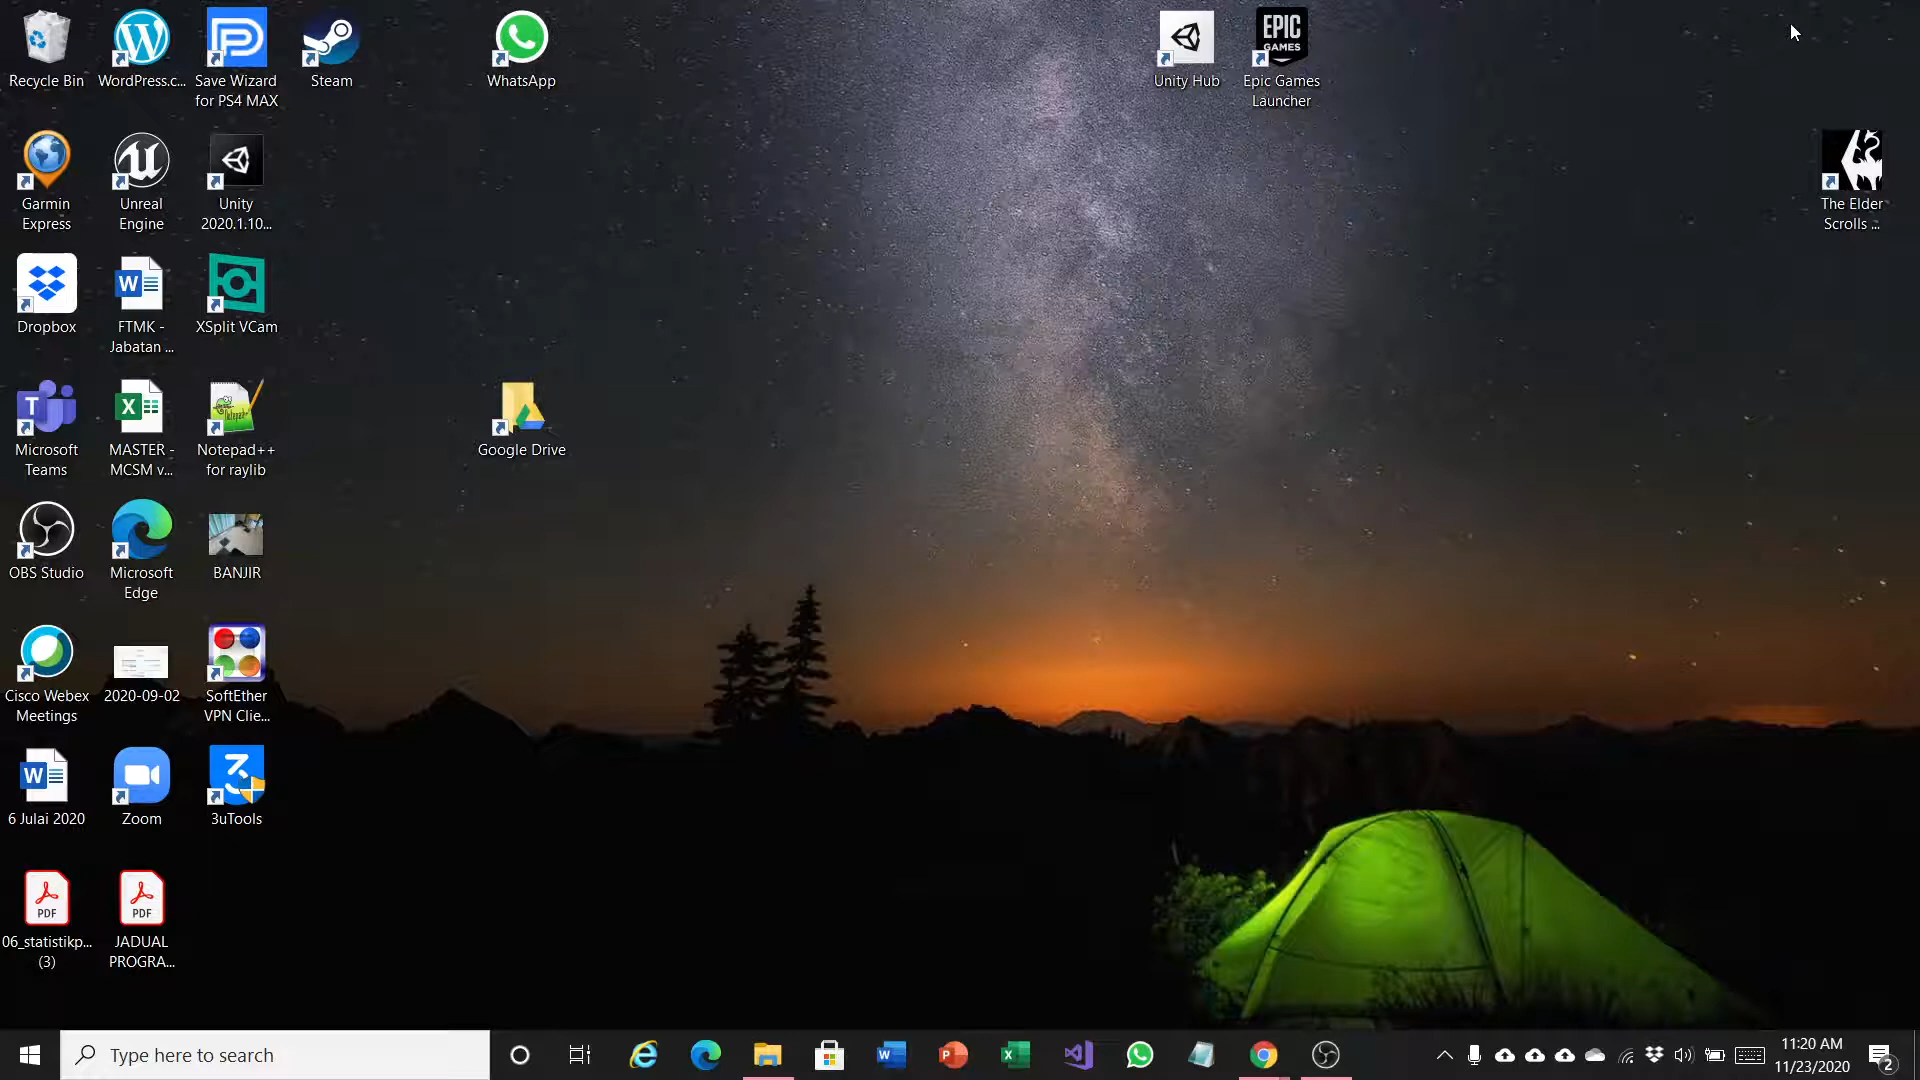 Recycle Bin
WordPress.c...
Save Wizard
for PS4 MAX
Steam
WhatsApp
Unity Hub
EPIC
GAMES
Epic Games
Launcher
Garmin
Express
Unreal
Engine
Unity
2020.1.10...
The Elder
Scrolls ...
Dropbox
W
FTMK -
Jabatan ...
XSplit VCam
T
Microsoft
Teams
X
MASTER -
MCSM v...
Notepad++
for raylib
Google Drive
OBS Studio
Microsoft
Edge
BANJIR
Cisco Webex
Meetings
2020-09-02
SoftEther
VPN Clie...
W
6 Julai 2020
Zoom
3uTools
PDF
06_statistikp...
(3)
PDF
JADUAL
PROGRA...
Type here to search
11:20 AM
11/23/2020
2